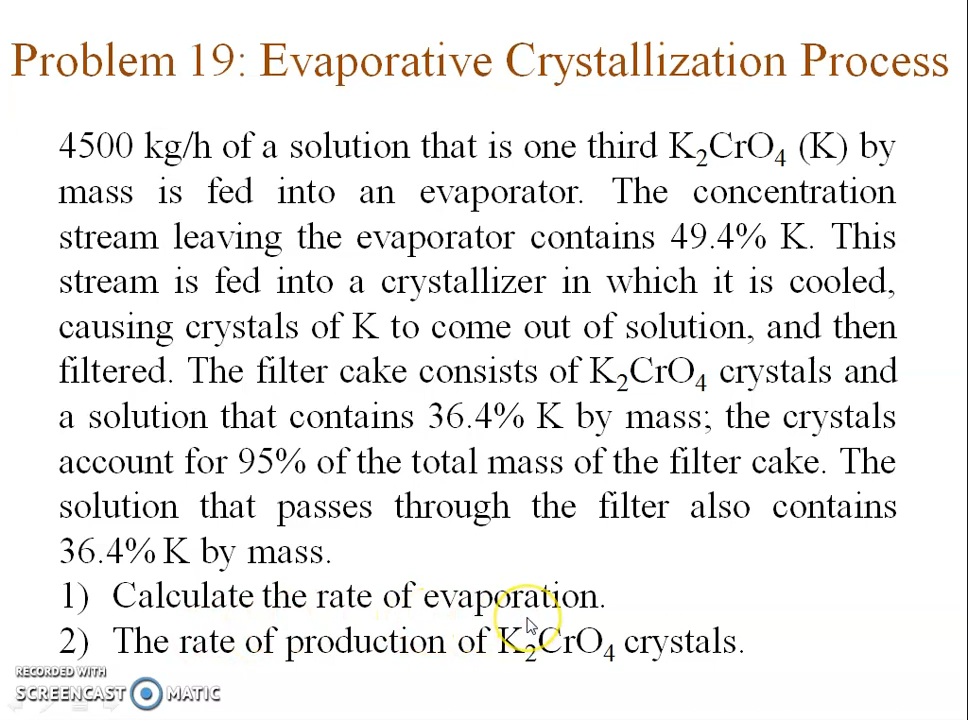 Problem 19: Evaporative Crystallization Process
4500 kg/h of a solution that is one third K₂CrO₄ (K) by
mass is fed into an evaporator. The concentration
stream leaving the evaporator contains 49.4% K. This
stream is fed into a crystallizer in which it is cooled,
causing crystals of K to come out of solution, and then
filtered. The filter cake consists of K₂CrO₄ crystals and
a solution that contains 36.4% K by mass; the crystals
account for 95% of the total mass of the filter cake. The
solution that passes through the filter also contains
36.4% K by mass.
1) Calculate the rate of evaporation.
2) The rate of production of K₂CrO₄ crystals.
RECORDED WITH
SCREENCAST MATIC